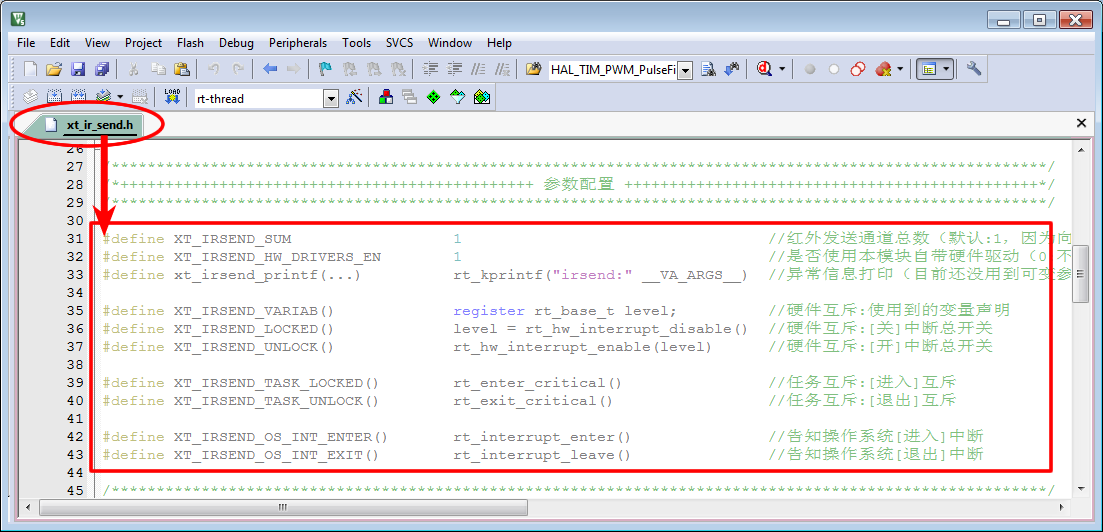 File Edit View Project Flash Debug Peripherals Tools SVCS Window Help
HAL_TIM_PWM_PulseFi
LOAD rt-thread
xt_ir_send.h
26
27 /***********************************************************************************************************/
28 /*++++++++++++++++++++++++++++++++++++++++++++++ 参数配置 ++++++++++++++++++++++++++++++++++++++++++++++*/
29 /***********************************************************************************************************/
30
31 #define XT_IRSEND_SUM 1 //红外发送通道总数（默认:1, 因为向
32 #define XT_IRSEND_HW_DRIVERS_EN 1 //是否使用本模块自带硬件驱动（0 不
33 #define xt_irsend_printf(...) rt_kprintf("irsend:" __VA_ARGS__) //异常信息打印（目前还没用到可变参
34
35 #define XT_IRSEND_VARIAB() register rt_base_t level; //硬件互斥:使用到的变量声明
36 #define XT_IRSEND_LOCKED() level = rt_hw_interrupt_disable() //硬件互斥:[关]中断总开关
37 #define XT_IRSEND_UNLOCK() rt_hw_interrupt_enable(level) //硬件互斥:[开]中断总开关
38
39 #define XT_IRSEND_TASK_LOCKED() rt_enter_critical() //任务互斥:[进入]互斥
40 #define XT_IRSEND_TASK_UNLOCK() rt_exit_critical() //任务互斥:[退出]互斥
41
42 #define XT_IRSEND_OS_INT_ENTER() rt_interrupt_enter() //告知操作系统[进入]中断
43 #define XT_IRSEND_OS_INT_EXIT() rt_interrupt_leave() //告知操作系统[退出]中断
44
45 /***********************************************************************************************************/